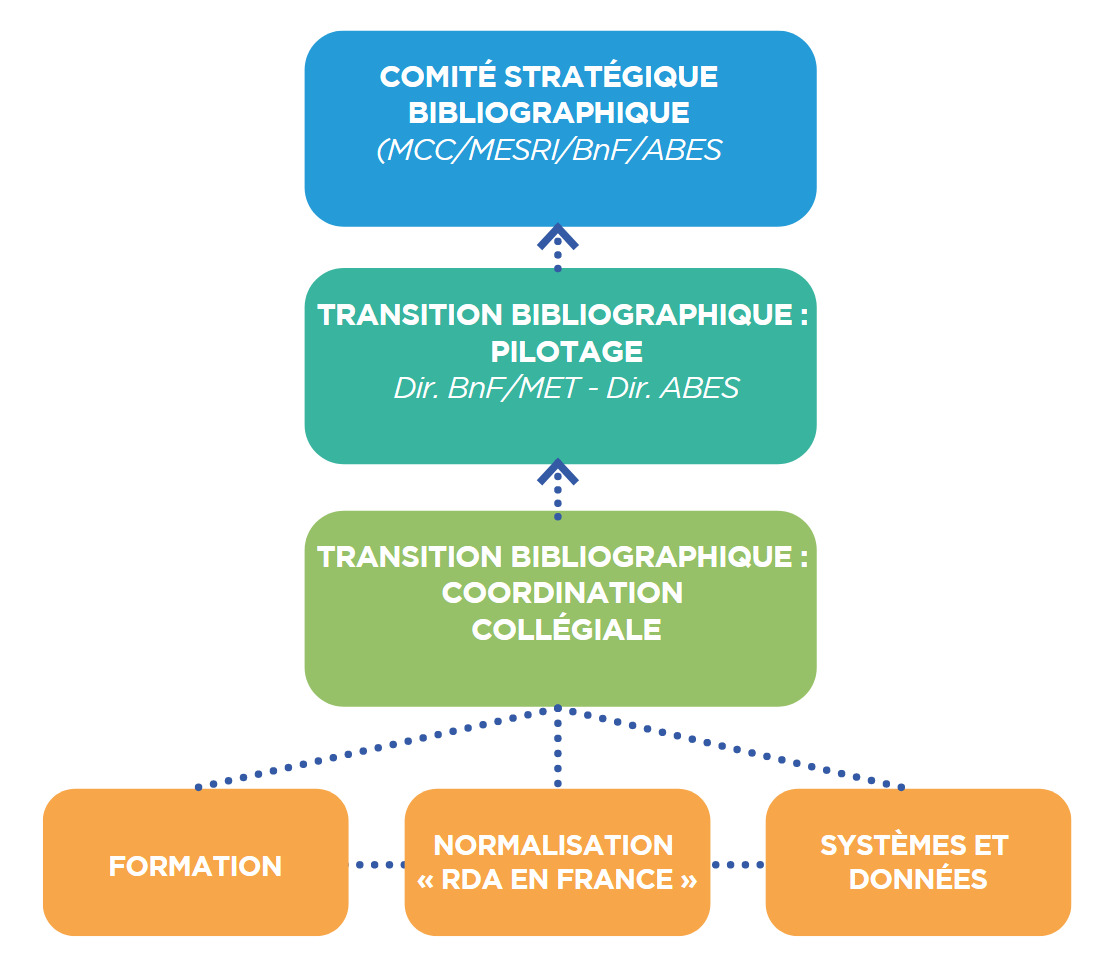 COMITÉ STRATÉGIQUE
BIBLIOGRAPHIQUE
(MCC/MESRI/BnF/ABES
TRANSITION BIBLIOGRAPHIQUE :
PILOTAGE
Dir. BnF/MET - Dir. ABES
TRANSITION BIBLIOGRAPHIQUE :
COORDINATION
COLLÉGIALE
FORMATION
NORMALISATION
« RDA EN FRANCE »
SYSTÈMES ET
DONNÉES